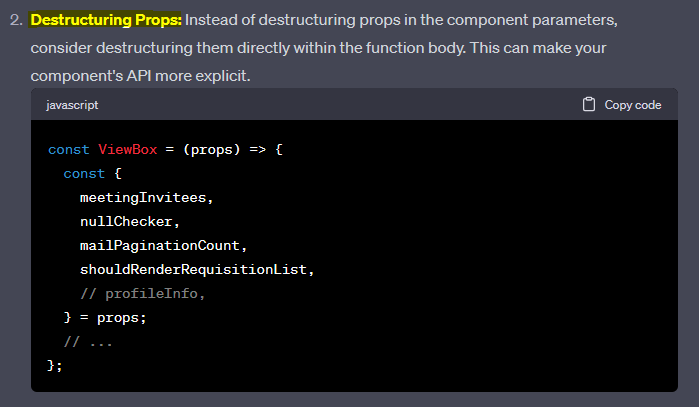 2. Destructuring Props: Instead of destructuring props in the component parameters,
consider destructuring them directly within the function body. This can make your
component's API more explicit.
javascript
Copy code
const ViewBox = (props) => {
  const {
    meetingInvitees,
    nullChecker,
    mailPaginationCount,
    shouldRenderRequisitionList,
    // profileInfo,
  } = props;
  // ...
};